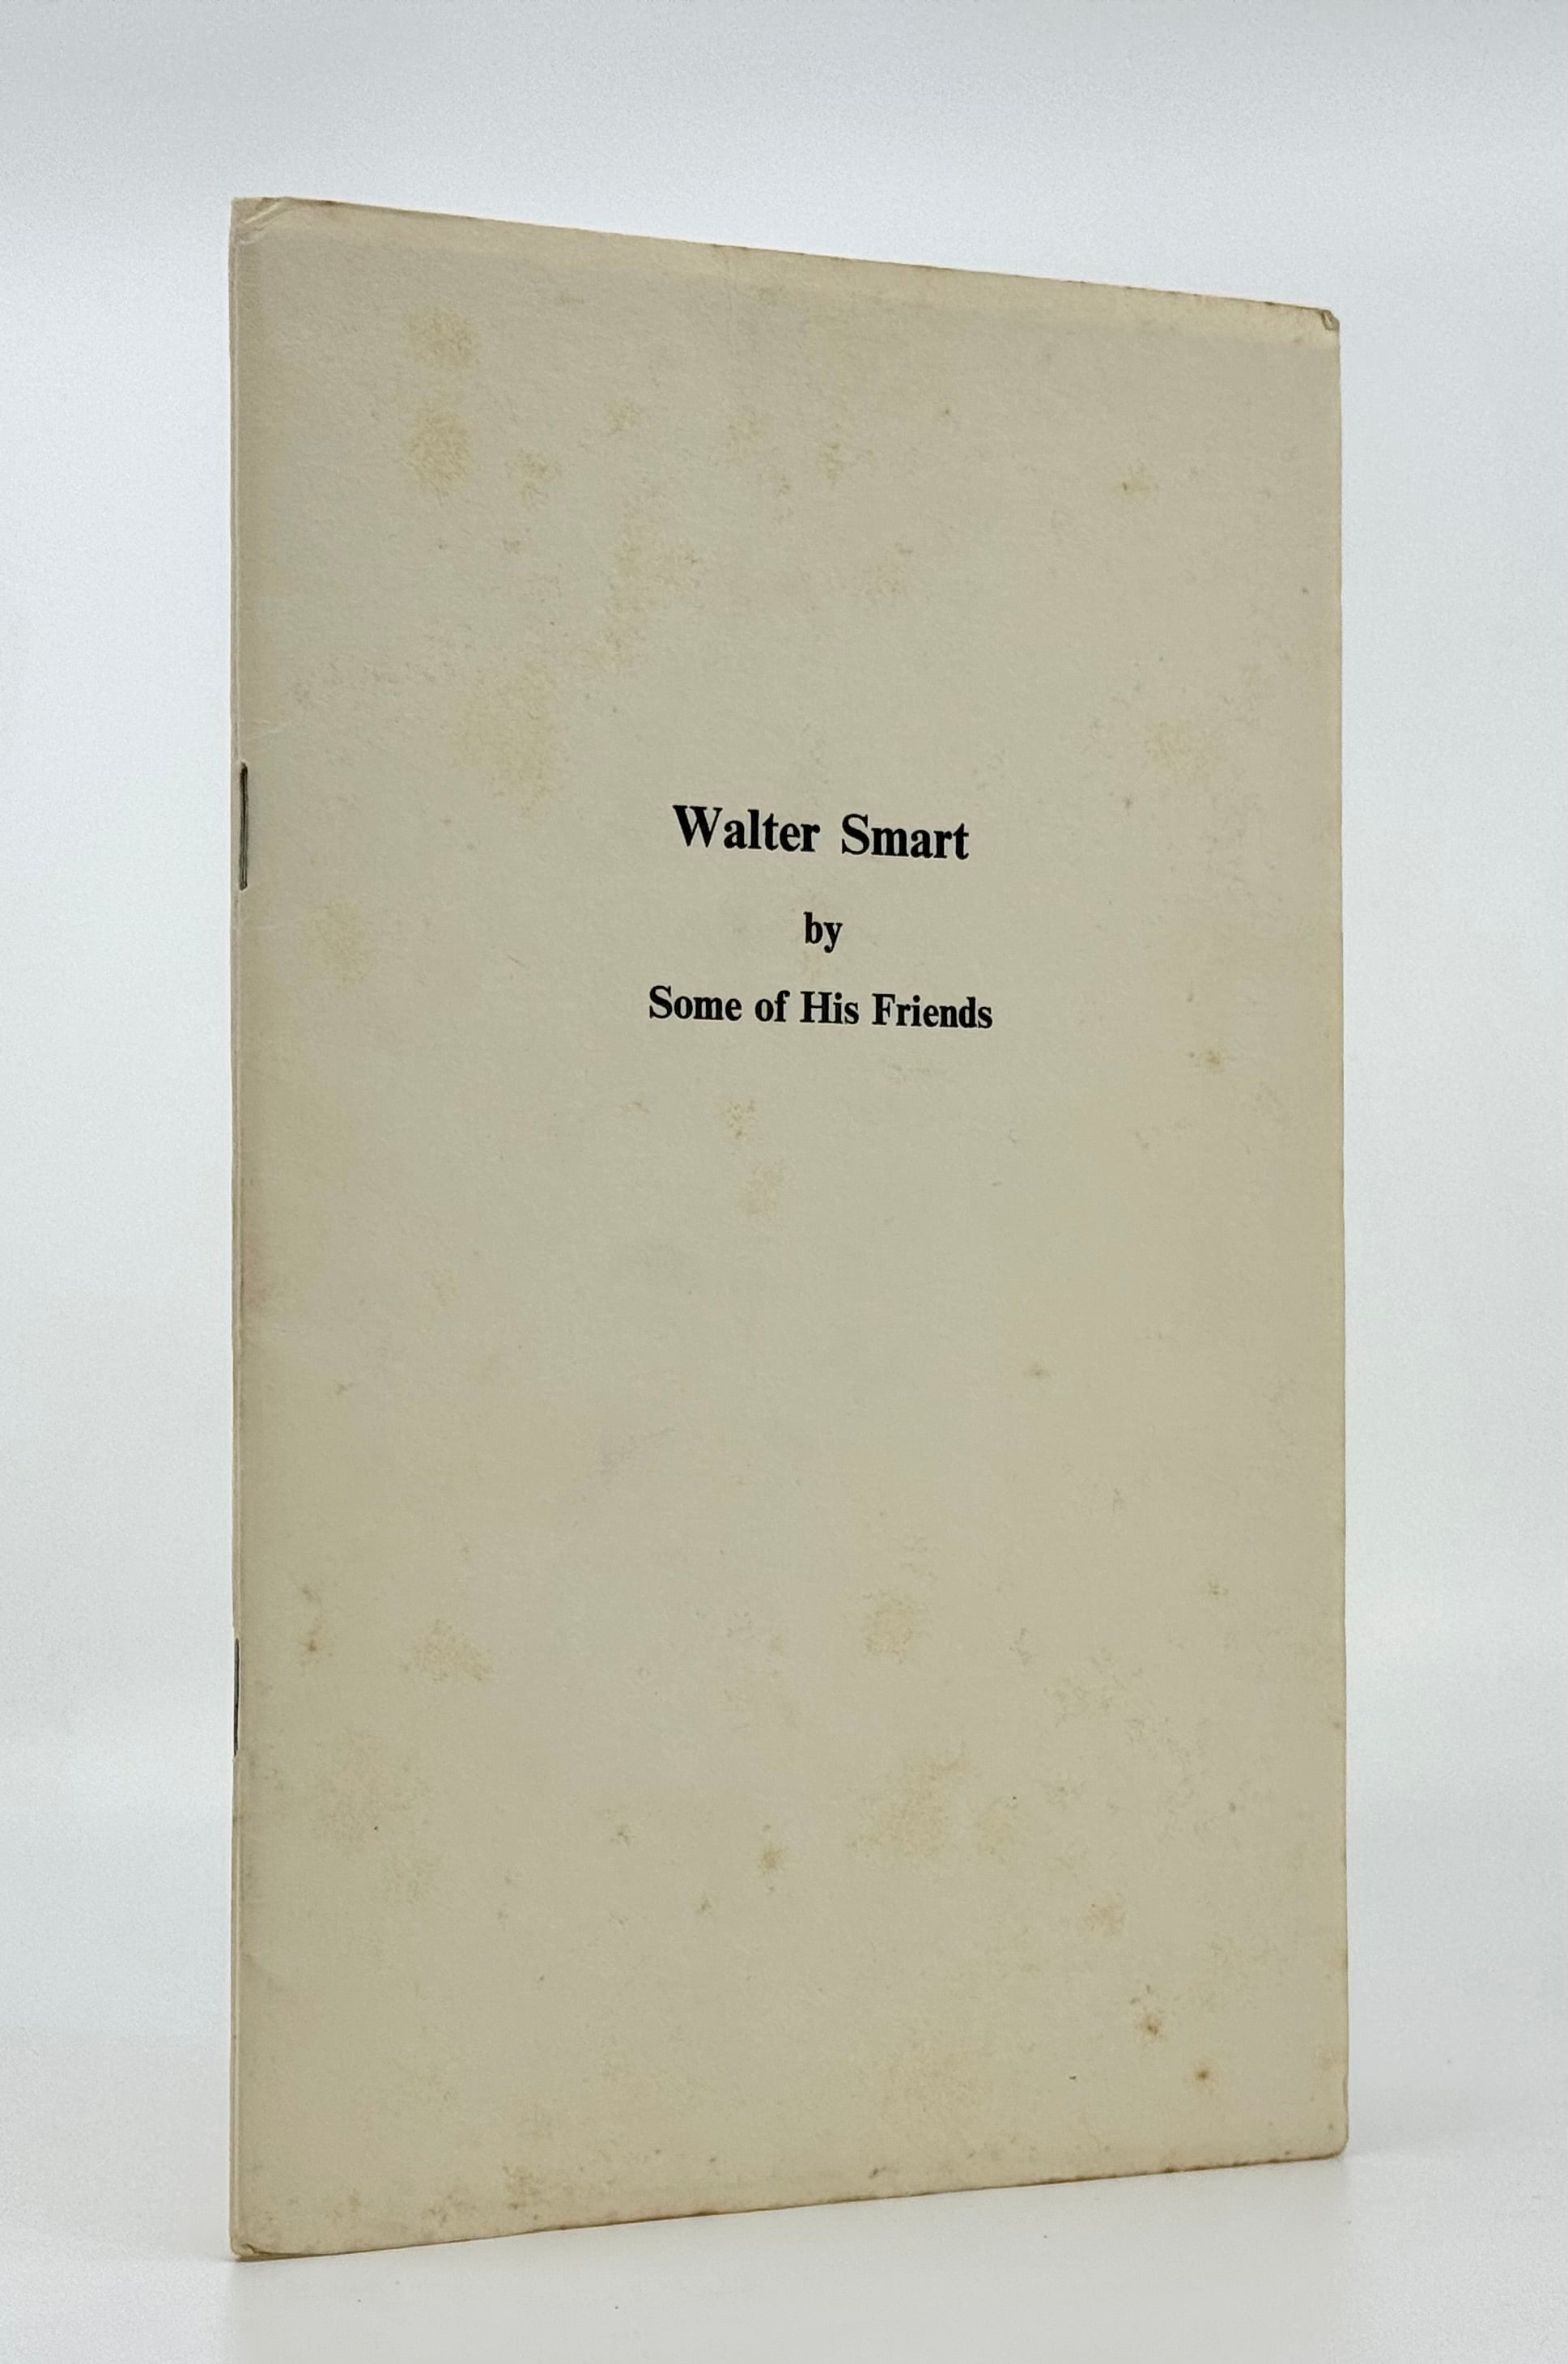 Walter Smart
by
Some of His Friends